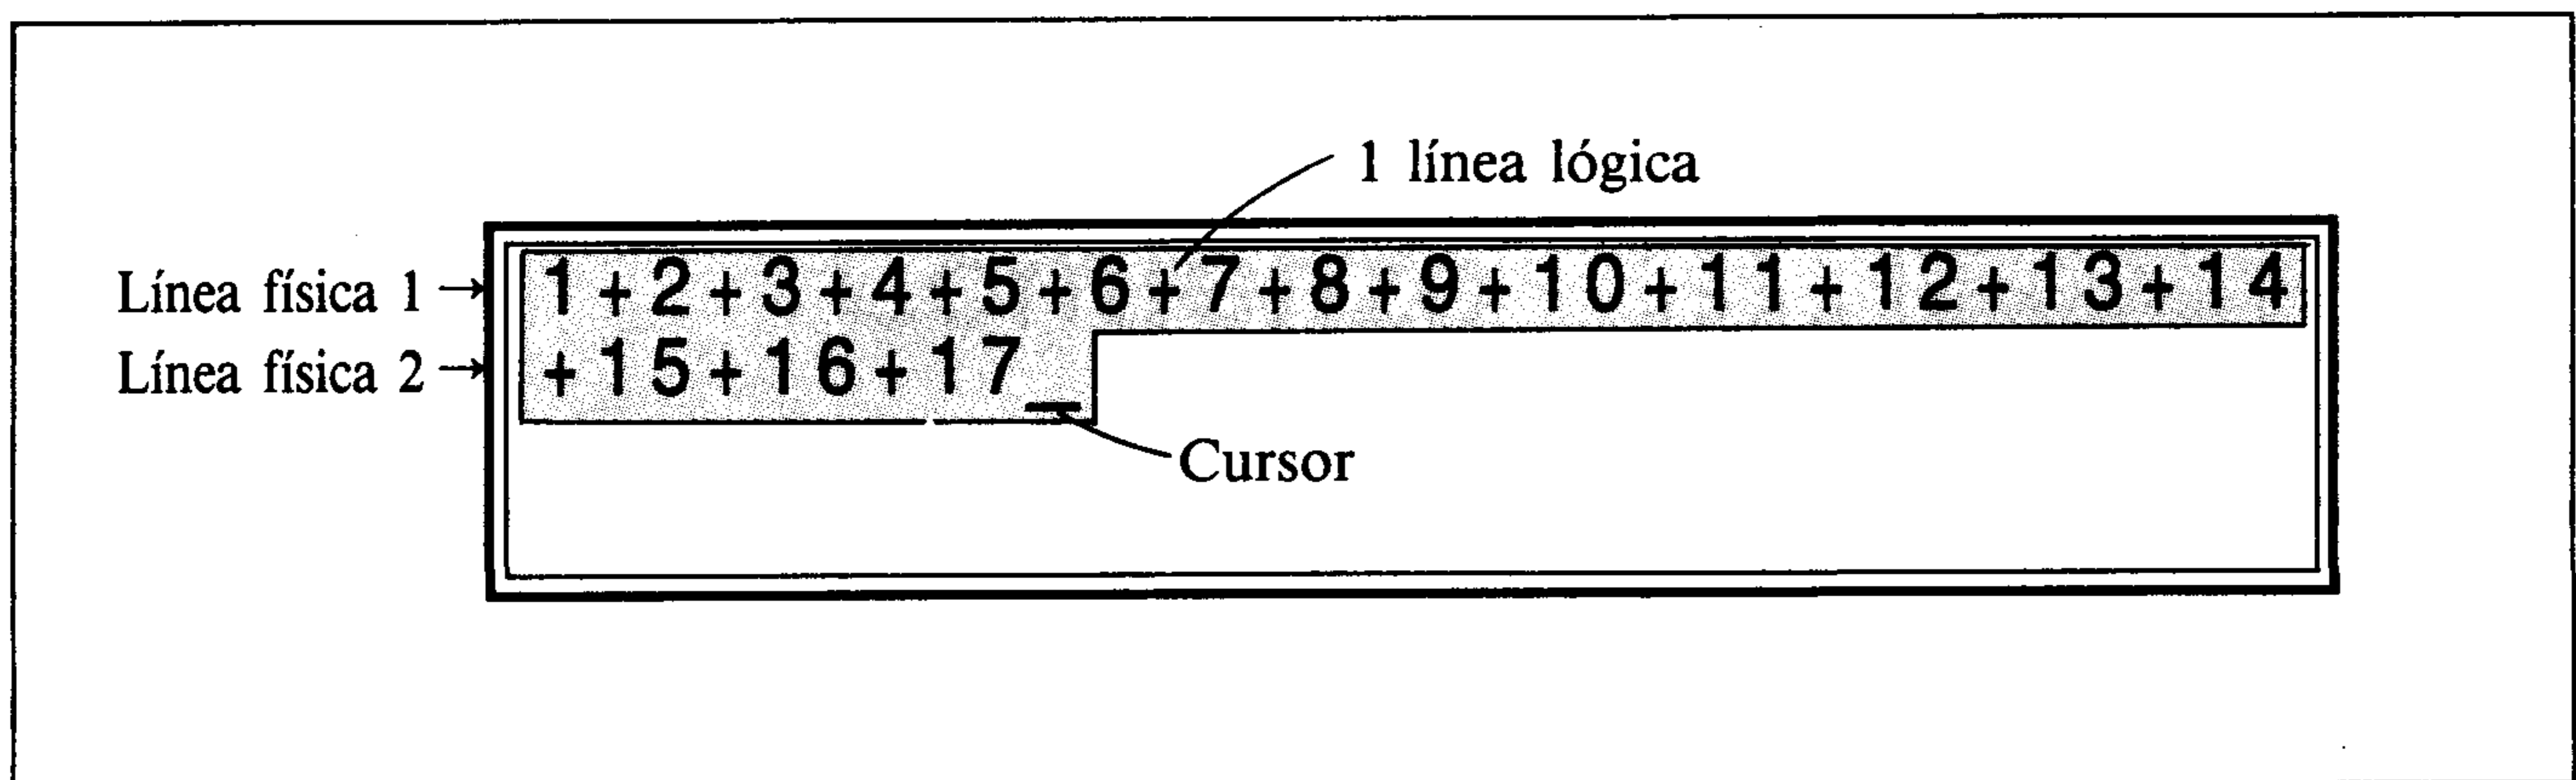 1 línea lógica
Línea física 1 → 1+2+3+4+5+6+7+8+9+10+11+12+13+14
Línea física 2 → +15+16+17_
Cursor